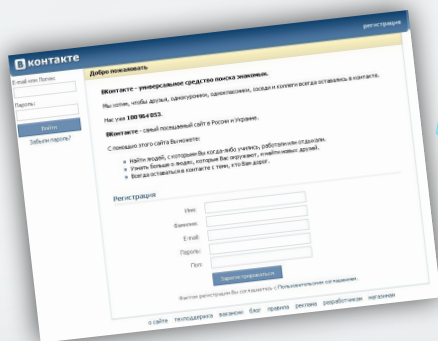 В контакте
регистрация
E-mail или Логин:
Пароль:
Войти
Забыли пароль?
Добро пожаловать
ВКонтакте - универсальное средство поиска знакомых.
Мы хотим, чтобы друзья, однокурсники, одноклассники, соседи и коллеги всегда оставались в контакте.
Нас уже 100 964 053.
ВКонтакте - самый посещаемый сайт в России и Украине.
С помощью этого сайта Вы можете:
Найти людей, с которыми Вы когда-либо учились, работали или отдыхали.
Узнать больше о людях, которые Вас окружают, и найти новых друзей.
Всегда оставаться в контакте с теми, кто Вам дорог.
Регистрация
Имя:
Фамилия:
E-mail:
Пароль:
Пол:
Зарегистрироваться
Фактом регистрации Вы соглашаетесь с Пользовательским соглашением.
о сайте техподдержка вакансии блог правила реклама разработчикам магазинам